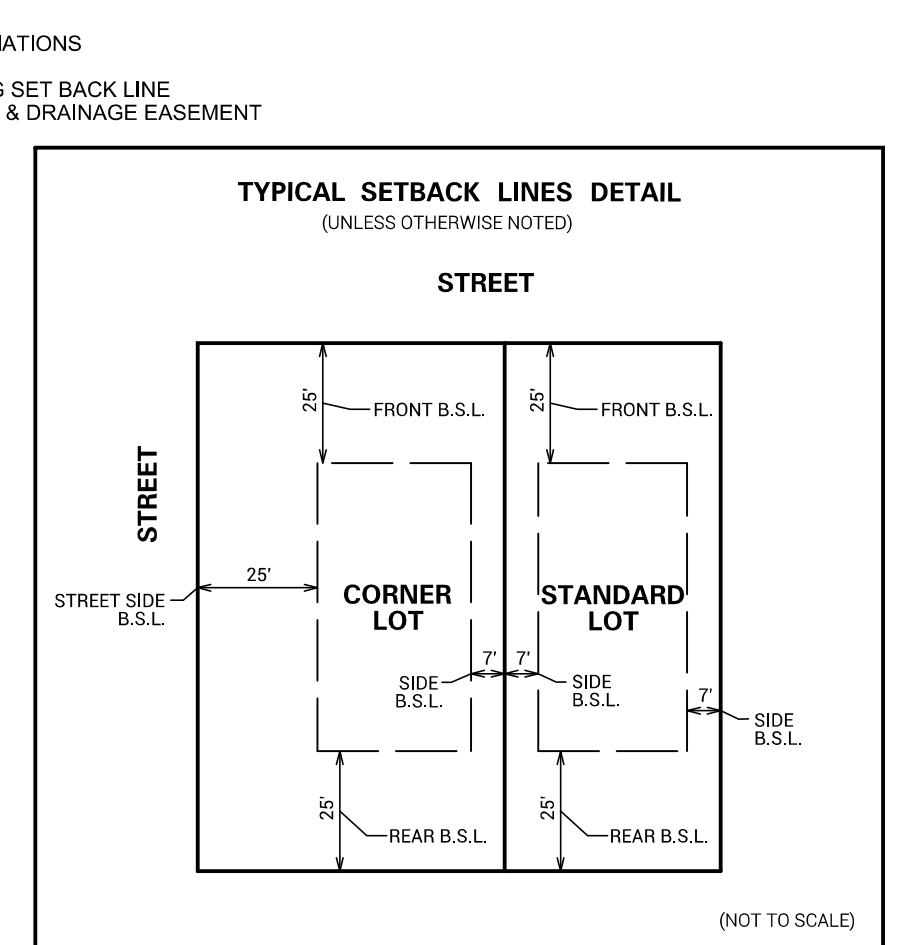 SET BACK LINE
& DRAINAGE EASEMENT
TYPICAL SETBACK LINES DETAIL
(UNLESS OTHERWISE NOTED)
STREET
25'
FRONT B.S.L.
25'
FRONT B.S.L.
STREET
25'
STREET SIDE
B.S.L.
CORNER
LOT
STANDARD
LOT
7'
7'
SIDE
B.S.L.
SIDE
B.S.L.
7'
SIDE
B.S.L.
25'
REAR B.S.L.
25'
REAR B.S.L.
(NOT TO SCALE)